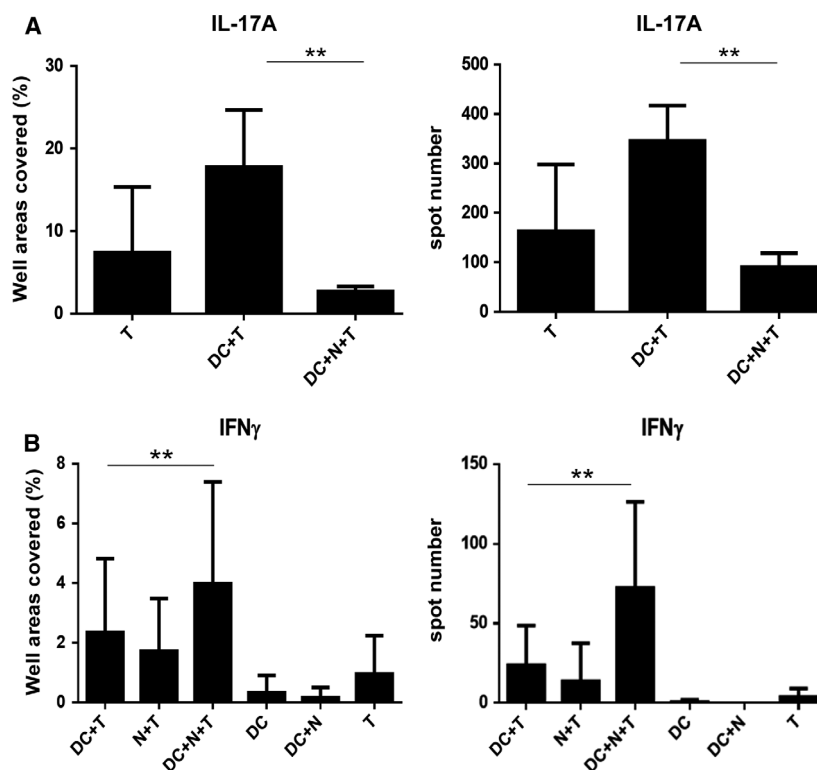 A
IL-17A
Well areas covered (%)
30
20
10
0
**
T
DC+T
DC+N+T
IL-17A
spot number
500
400
300
200
100
0
**
T
DC+T
DC+N+T
B
IFNγ
Well areas covered (%)
8
6
4
2
0
**
DC+T
N+T
DC+N+T
DC
DC+N
T
IFNγ
spot number
150
100
50
0
**
DC+T
N+T
DC+N+T
DC
DC+N
T